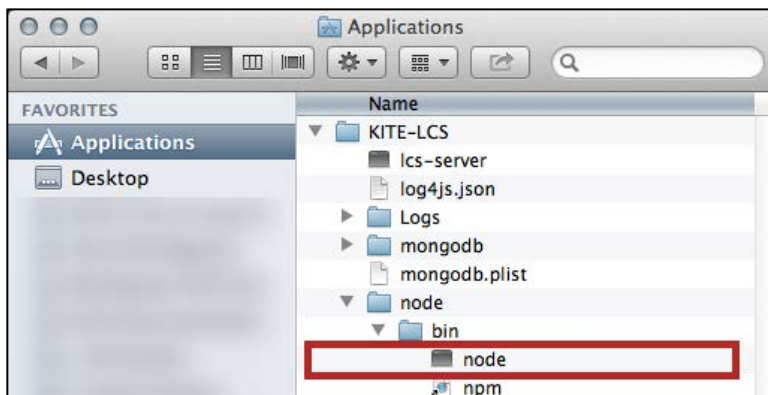 Applications
FAVORITES
Name
Applications
KITE-LCS
lcs-server
Desktop
log4js.json
Logs
mongodb
mongodb.plist
node
bin
node
npm